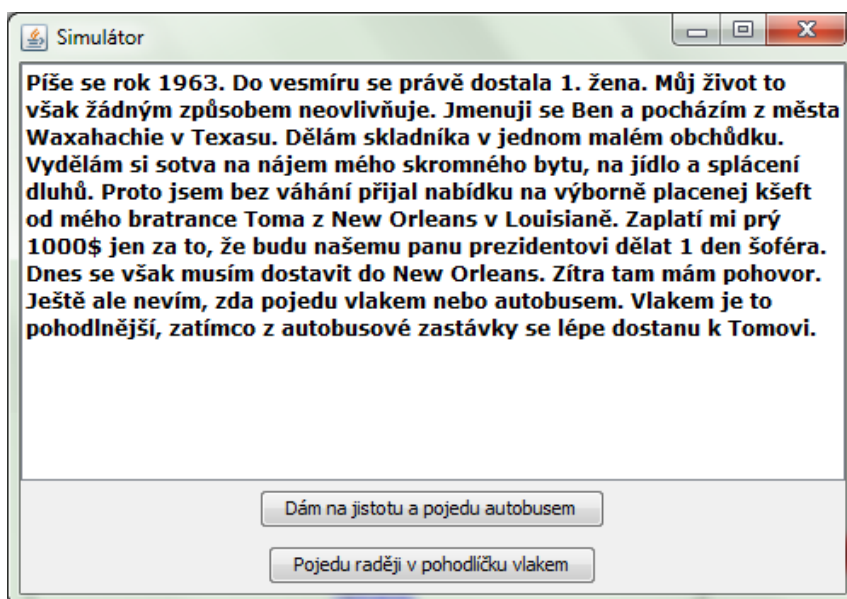 Simulátor
Píše se rok 1963. Do vesmíru se právě dostala 1. žena. Můj život to
však žádným způsobem neovlivňuje. Jmenuji se Ben a pocházím z města
Waxahachie v Texasu. Dělám skladníka v jednom malém obchůdku.
Vydělám si sotva na nájem mého skromného bytu, na jídlo a splácení
dluhů. Proto jsem bez váhání přijal nabídku na výborně placenej kšeft
od mého bratrance Toma z New Orleans v Louisianě. Zaplatí mi prý
1000$ jen za to, že budu našemu panu prezidentovi dělat 1 den šoféra.
Dnes se však musím dostavit do New Orleans. Zítra tam mám pohovor.
Ještě ale nevím, zda pojedu vlakem nebo autobusem. Vlakem je to
pohodlnější, zatímco z autobusové zastávky se lépe dostanu k Tomovi.
Dám na jistotu a pojedu autobusem
Pojedu raději v pohodlíčku vlakem